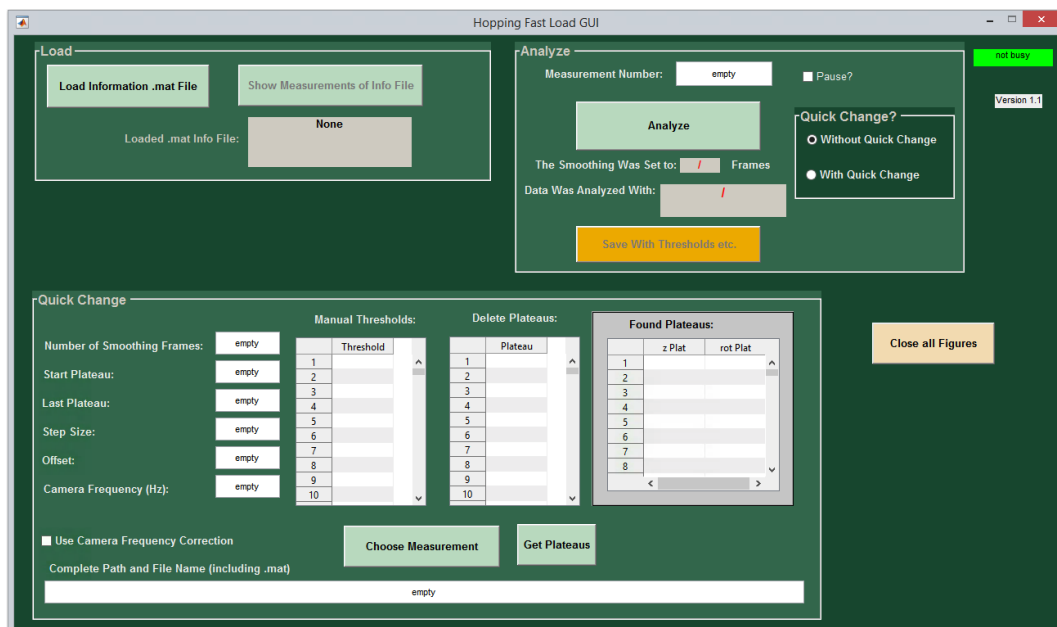 Hopping Fast Load GUI
Load
Load Information .mat File
Show Measurements of Info File
Loaded .mat Info File:
None
Analyze
Measurement Number:
empty
Pause?
Analyze
Quick Change?
Without Quick Change
With Quick Change
The Smoothing Was Set to:
/
Frames
Data Was Analyzed With:
/
Save With Thresholds etc.
not busy
Version 1.1
Quick Change
Number of Smoothing Frames:
empty
Start Plateau:
empty
Last Plateau:
empty
Step Size:
empty
Offset:
empty
Camera Frequency (Hz):
empty
Manual Thresholds:
Threshold
1
2
3
4
5
6
7
8
9
10
Delete Plateaus:
Plateau
1
2
3
4
5
6
7
8
9
10
Found Plateaus:
z Plat rot Plat
1
2
3
4
5
6
7
8
Close all Figures
Use Camera Frequency Correction
Choose Measurement
Get Plateaus
Complete Path and File Name (including .mat)
empty